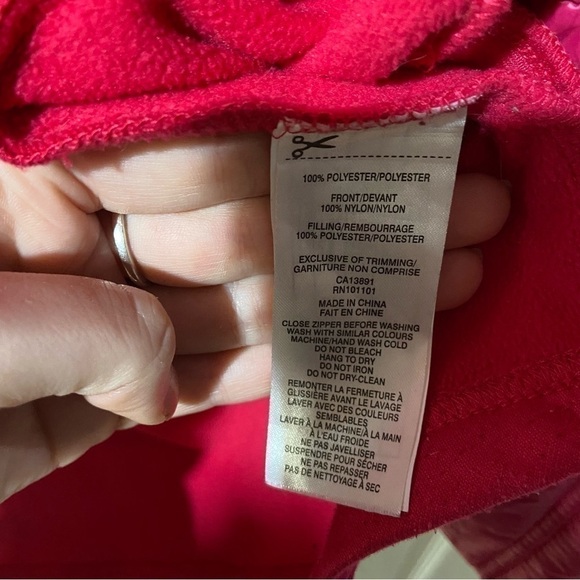 100% POLYESTER/POLYESTER
FRONT/DEVANT
100% NYLON/NYLON
FILLING/REMBOURRAGE
100% POLYESTER/POLYESTER
EXCLUSIVE OF TRIMMING/
GARNITURE NON COMPRISE
CA13891
RN101101
MADE IN CHINA
FAIT EN CHINE
CLOSE ZIPPER BEFORE WASHING
WASH WITH SIMILAR COLOURS
MACHINE/HAND WASH COLD
DO NOT BLEACH
HANG TO DRY
DO NOT IRON
DO NOT DRY-CLEAN
REMONTER LA FERMETURE À
GLISSIÈRE AVANT LE LAVAGE
LAVER AVEC DES COULEURS
SEMBLABLES
LAVER À LA MACHINE/À LA MAIN
À L'EAU FROIDE
NE PAS JAVELLISER
SUSPENDRE POUR SÉCHER
NE PAS REPASSER
PAS DE NETTOYAGE À SEC